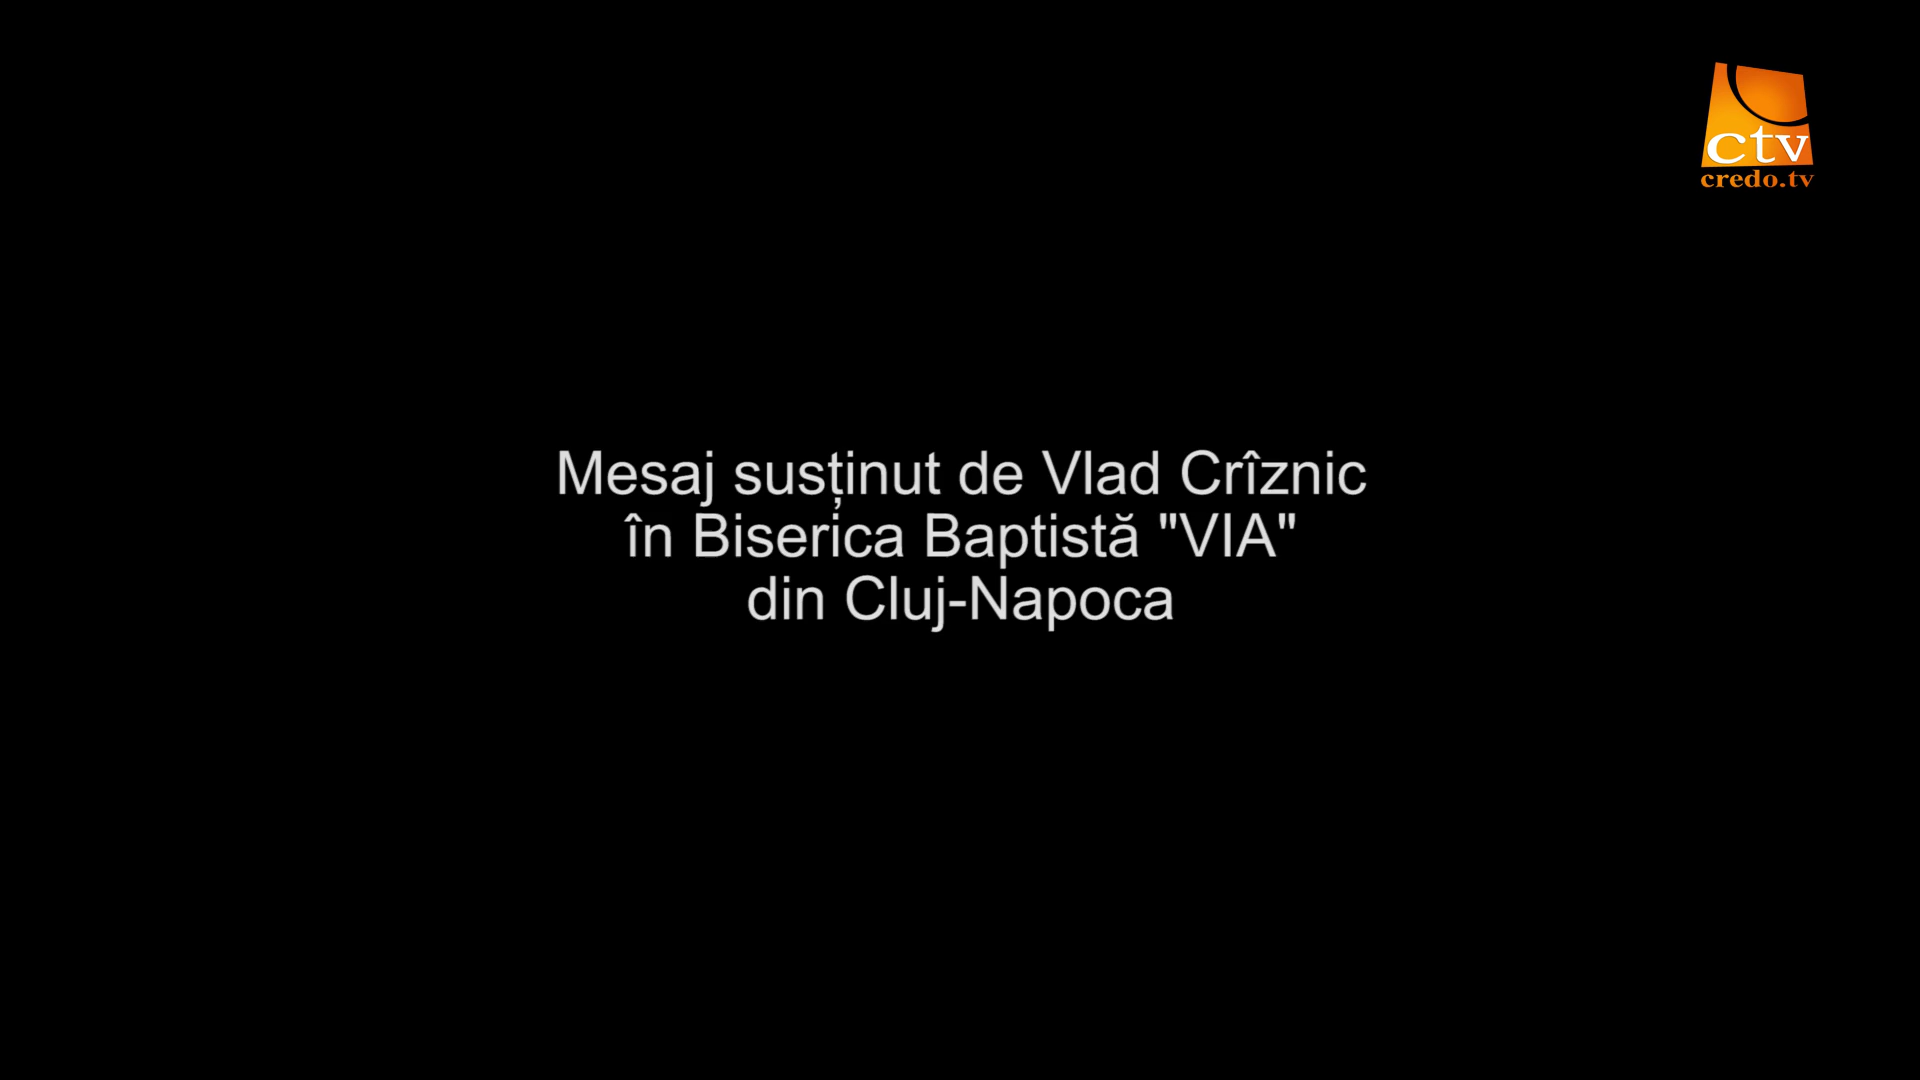 ctv
credo.tv
Mesaj susținut de Vlad Crîznic
în Biserica Baptistă "VIA"
din Cluj-Napoca